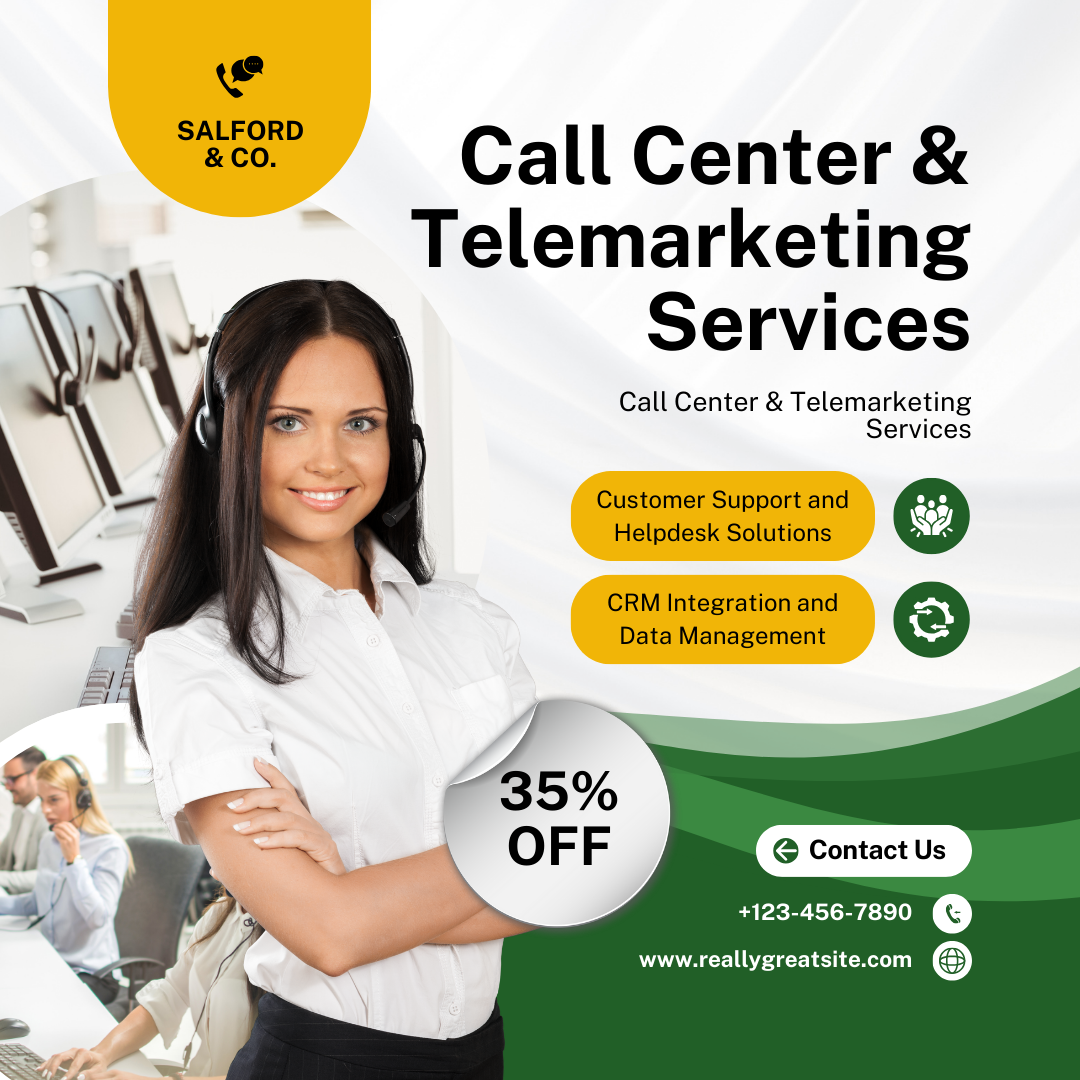 SALFORD
& CO.
Call Center &
Telemarketing
Services
Call Center & Telemarketing
Services
Customer Support and
Helpdesk Solutions
CRM Integration and
Data Management
35%
OFF
Contact Us
+123-456-7890
www.reallygreatsite.com